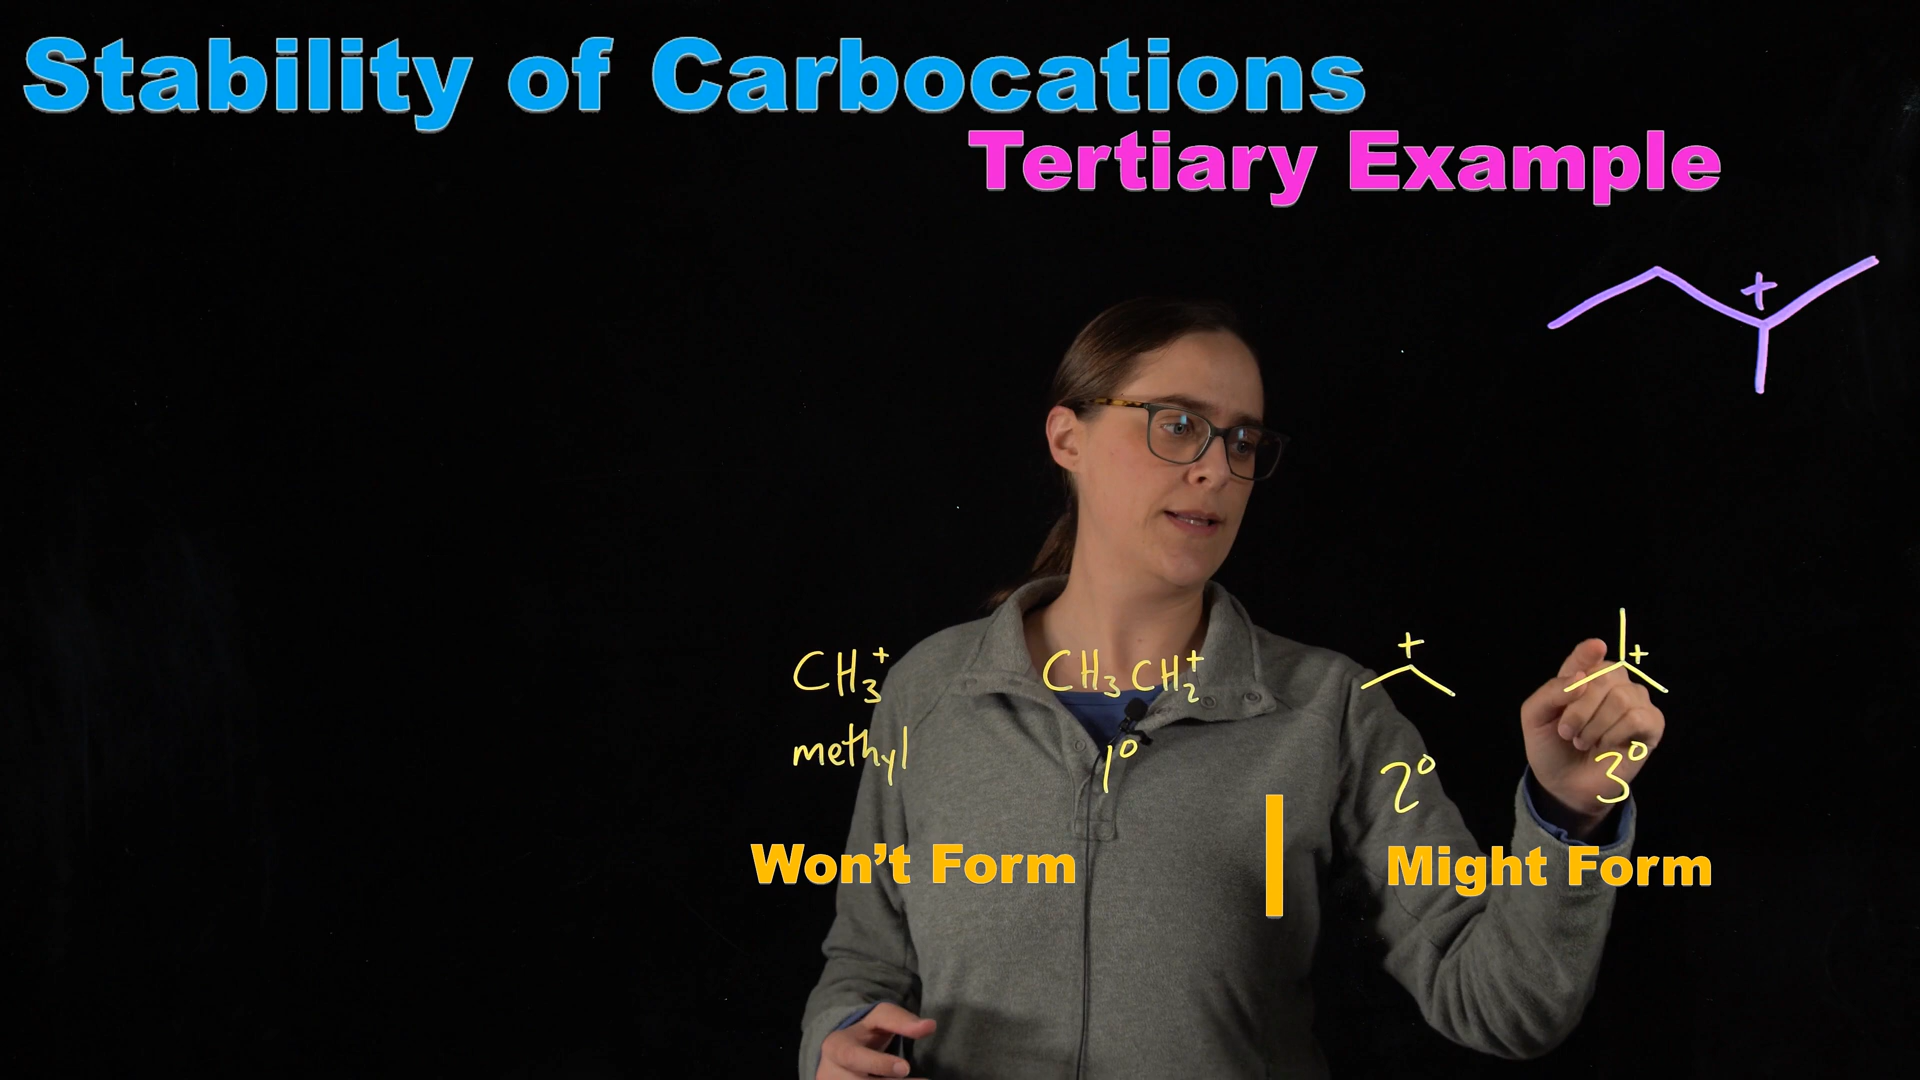 Stability of Carbocations
Tertiary Example
+
CH₃⁺ CH₃CH₂⁺ + +
methyl 1° 2° 3°
Won't Form Might Form